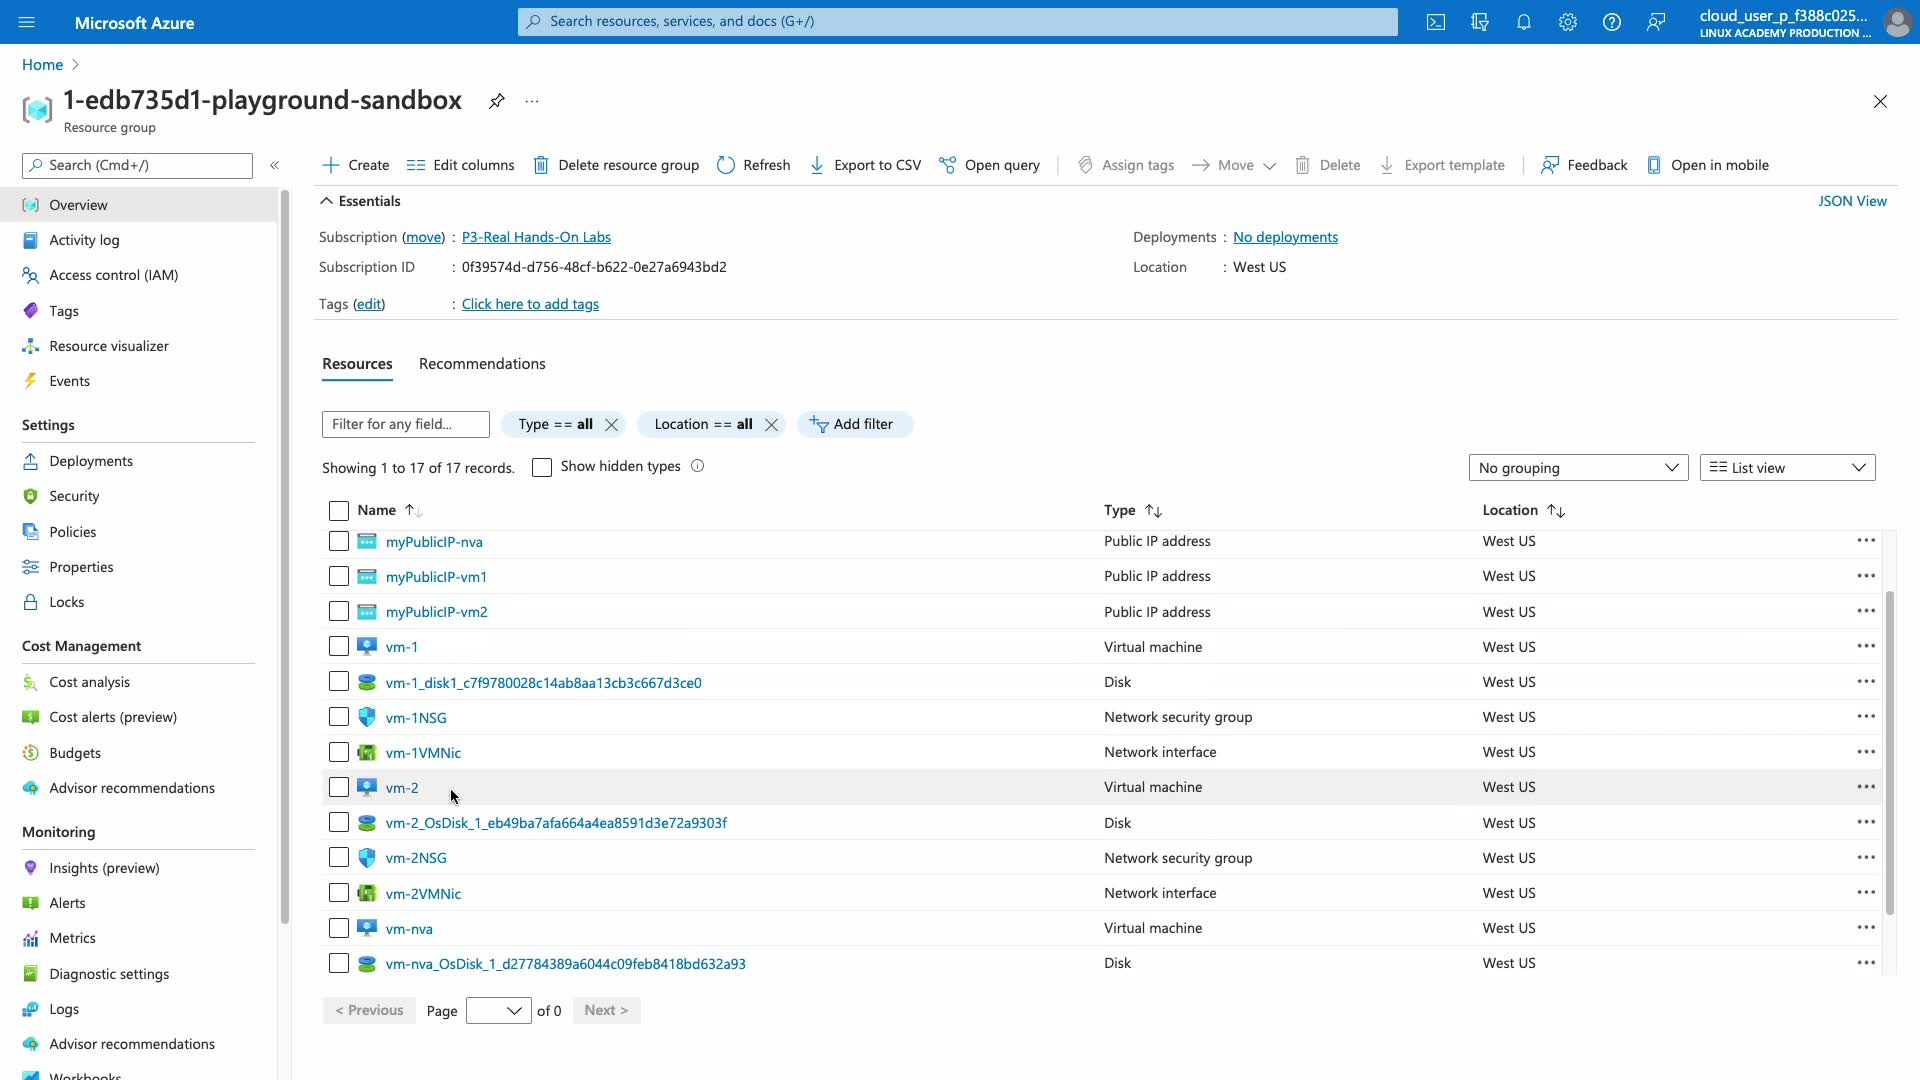 Microsoft Azure
Search resources, services, and docs (G+/)
cloud_user_p_f388c025...
LINUX ACADEMY PRODUCTION ...
Home
1-edb735d1-playground-sandbox
Resource group
Search (Cmd+/)
Create
Edit columns
Delete resource group
Refresh
Export to CSV
Open query
Assign tags
Move
Delete
Export template
Feedback
Open in mobile
Overview
Activity log
Access control (IAM)
Tags
Resource visualizer
Events
Settings
Deployments
Security
Policies
Properties
Locks
Cost Management
Cost analysis
Cost alerts (preview)
Budgets
Advisor recommendations
Monitoring
Insights (preview)
Alerts
Metrics
Diagnostic settings
Logs
Advisor recommendations
Workbooks
Essentials
JSON View
Subscription (move) : P3-Real Hands-On Labs
Deployments : No deployments
Subscription ID : 0f39574d-d756-48cf-b622-0e27a6943bd2
Location : West US
Tags (edit) : Click here to add tags
Resources
Recommendations
Filter for any field...
Type == all
Location == all
Add filter
Showing 1 to 17 of 17 records.
Show hidden types
No grouping
List view
Name Type Location
myPublicIP-nva Public IP address West US
myPublicIP-vm1 Public IP address West US
myPublicIP-vm2 Public IP address West US
vm-1 Virtual machine West US
vm-1_disk1_c7f9780028c14ab8aa13cb3c667d3ce0 Disk West US
vm-1NSG Network security group West US
vm-1VMNic Network interface West US
vm-2 Virtual machine West US
vm-2_OsDisk_1_eb49ba7afa664a4ea8591d3e72a9303f Disk West US
vm-2NSG Network security group West US
vm-2VMNic Network interface West US
vm-nva Virtual machine West US
vm-nva_OsDisk_1_d27784389a6044c09feb8418bd632a93 Disk West US
< Previous Page of 0 Next >